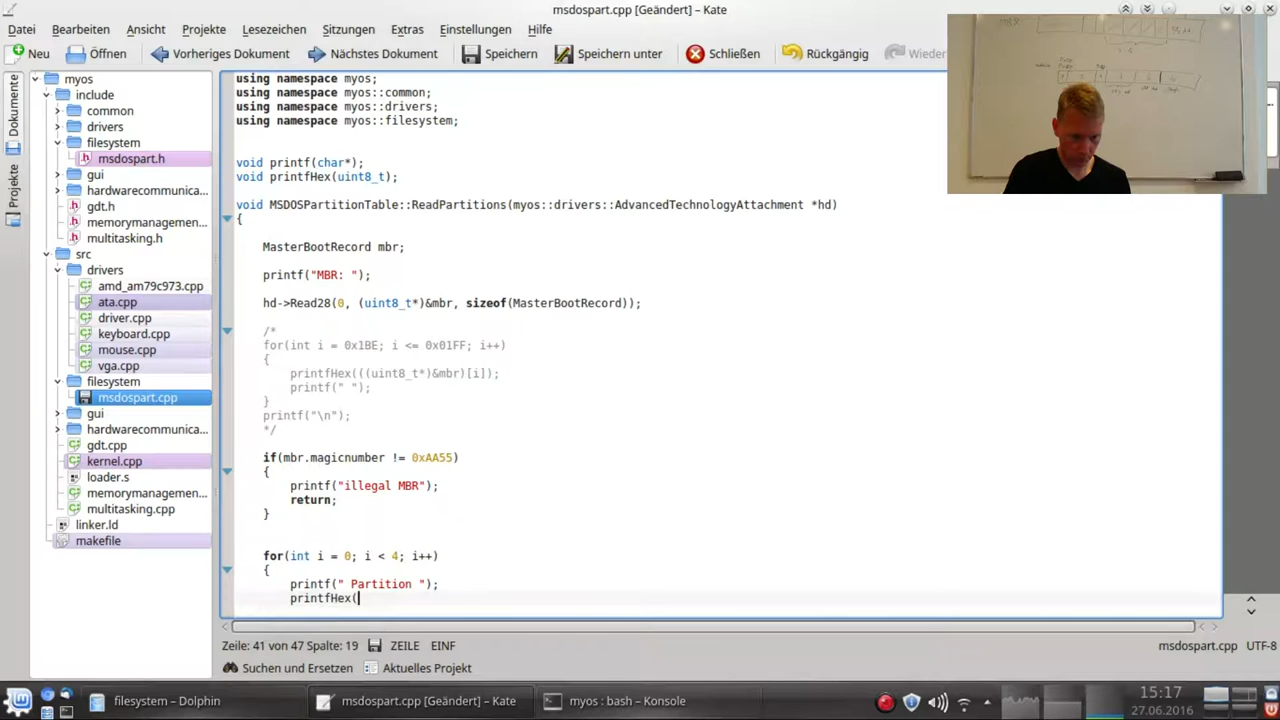 msdospart.cpp [Geändert] – Kate
Datei Bearbeiten Ansicht Projekte Lesezeichen Sitzungen Extras Einstellungen Hilfe
Neu Öffnen Vorheriges Dokument Nächstes Dokument Speichern Speichern unter Schließen Rückgängig Wieder
Dokumente
Projekte
myos
include
common
drivers
filesystem
msdospart.h
gui
hardwarecommunica...
gdt.h
memorymanagemen...
multitasking.h
src
drivers
amd_am79c973.cpp
ata.cpp
driver.cpp
keyboard.cpp
mouse.cpp
vga.cpp
filesystem
msdospart.cpp
gui
hardwarecommunica...
gdt.cpp
kernel.cpp
loader.s
memorymanagemen...
multitasking.cpp
linker.ld
makefile
using namespace myos;
using namespace myos::common;
using namespace myos::drivers;
using namespace myos::filesystem;
void printf(char*);
void printfHex(uint8_t);
void MSDOSPartitionTable::ReadPartitions(myos::drivers::AdvancedTechnologyAttachment *hd)
{
MasterBootRecord mbr;
printf("MBR: ");
hd->Read28(0, (uint8_t*)&mbr, sizeof(MasterBootRecord));
/*
for(int i = 0x1BE; i <= 0x01FF; i++)
{
printfHex(((uint8_t*)&mbr)[i]);
printf(" ");
}
printf("\n");
*/
if(mbr.magicnumber != 0xAA55)
{
printf("illegal MBR");
return;
}
for(int i = 0; i < 4; i++)
{
printf(" Partition ");
printfHex(
Zeile: 41 von 47 Spalte: 19 ZEILE EINF msdospart.cpp UTF-8
Suchen und Ersetzen Aktuelles Projekt
filesystem – Dolphin msdospart.cpp [Geändert] – Kate myos : bash – Konsole
15:17
27.06.2016